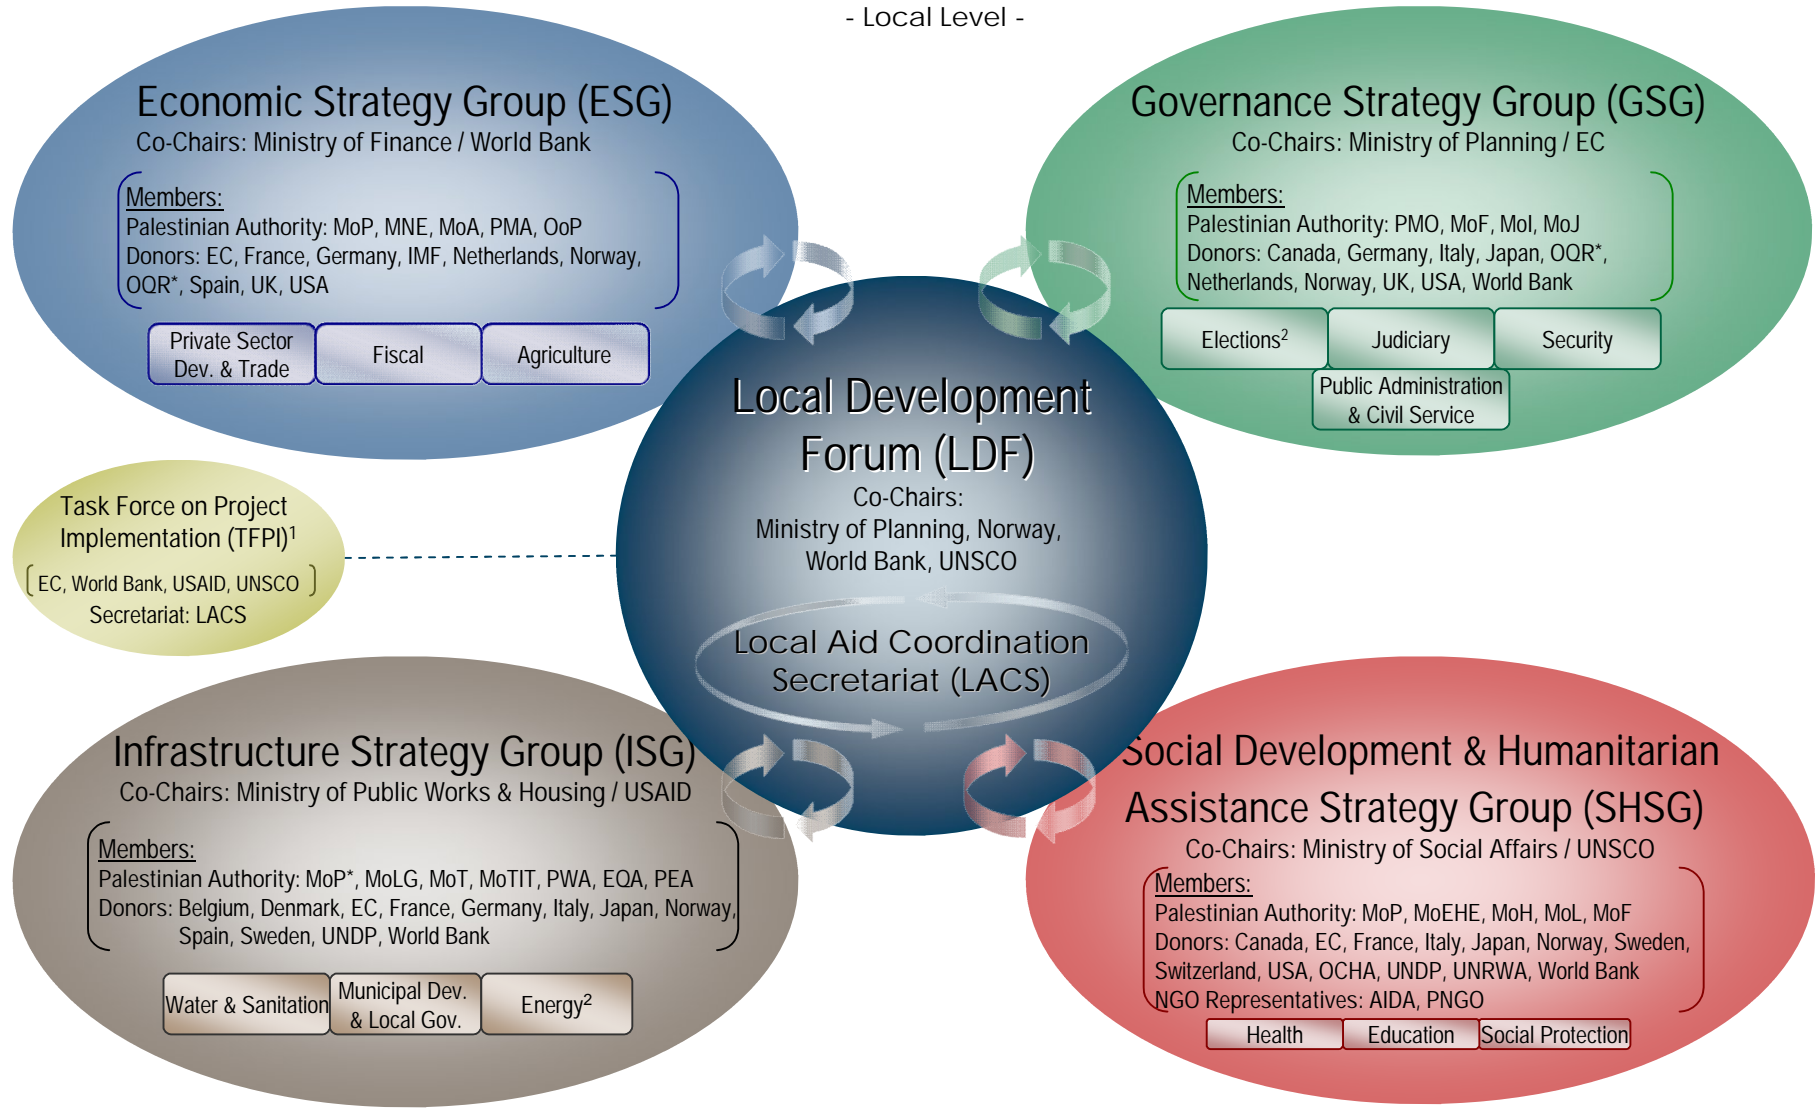 - Local Level -
Economic Strategy Group (ESG)
Co-Chairs: Ministry of Finance / World Bank
Members:
Palestinian Authority: MoP, MNE, MoA, PMA, OoP
Donors: EC, France, Germany, IMF, Netherlands, Norway,
OQR*, Spain, UK, USA
Private Sector
Dev. & Trade
Fiscal
Agriculture
Governance Strategy Group (GSG)
Co-Chairs: Ministry of Planning / EC
Members:
Palestinian Authority: PMO, MoF, MoI, MoJ
Donors: Canada, Germany, Italy, Japan, OQR*,
Netherlands, Norway, UK, USA, World Bank
Elections²
Judiciary
Security
Public Administration
& Civil Service
Local Development
Forum (LDF)
Co-Chairs:
Ministry of Planning, Norway,
World Bank, UNSCO
Local Aid Coordination
Secretariat (LACS)
Task Force on Project
Implementation (TFPI)¹
EC, World Bank, USAID, UNSCO
Secretariat: LACS
Infrastructure Strategy Group (ISG)
Co-Chairs: Ministry of Public Works & Housing / USAID
Members:
Palestinian Authority: MoP*, MoLG, MoT, MoTIT, PWA, EQA, PEA
Donors: Belgium, Denmark, EC, France, Germany, Italy, Japan, Norway,
Spain, Sweden, UNDP, World Bank
Water & Sanitation
Municipal Dev.
& Local Gov.
Energy²
Social Development & Humanitarian
Assistance Strategy Group (SHSG)
Co-Chairs: Ministry of Social Affairs / UNSCO
Members:
Palestinian Authority: MoP, MoEHE, MoH, MoL, MoF
Donors: Canada, EC, France, Italy, Japan, Norway, Sweden,
Switzerland, USA, OCHA, UNDP, UNRWA, World Bank
NGO Representatives: AIDA, PNGO
Health
Education
Social Protection